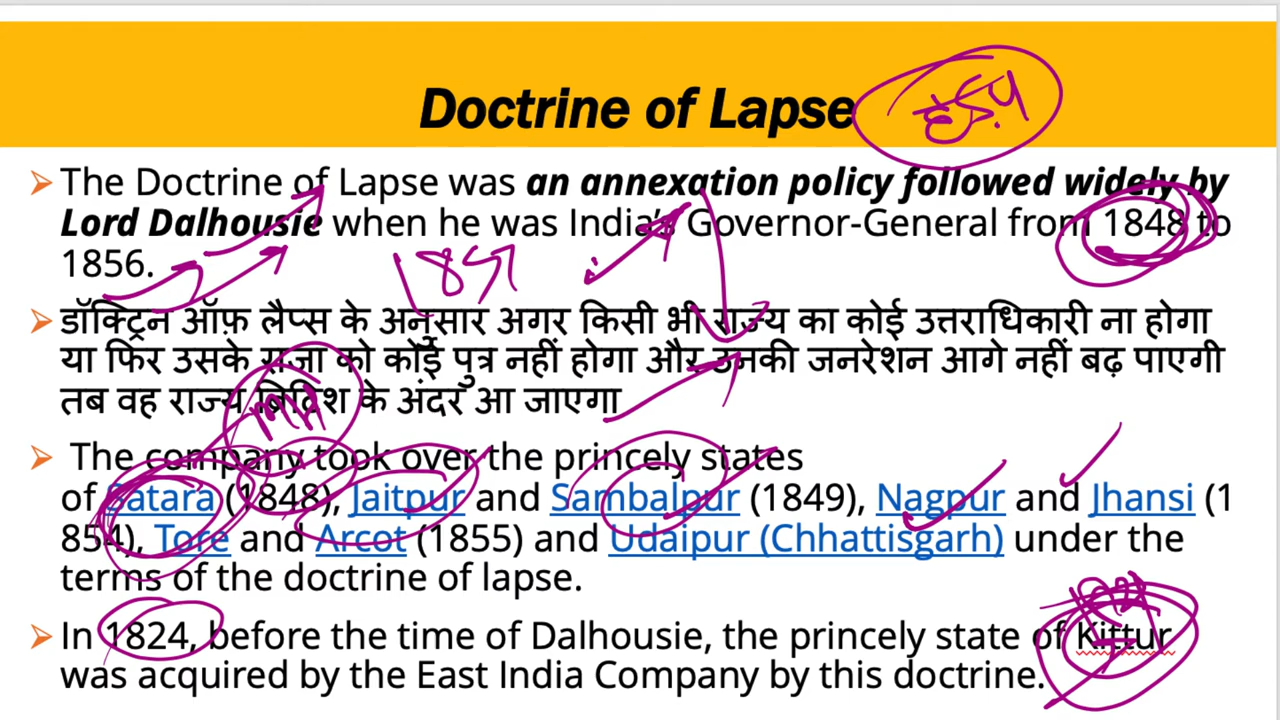 Doctrine of Lapse
हड़प
➤ The Doctrine of Lapse was an annexation policy followed widely by
Lord Dalhousie when he was India's Governor-General from 1848 to
1856.
➤ डॉक्ट्रिन ऑफ़ लैप्स के अनुसार अगर किसी भी राज्य का कोई उत्तराधिकारी ना होगा
या फिर उसके राजा को कोई पुत्र नहीं होगा और उनकी जनरेशन आगे नहीं बढ़ पाएगी
तब वह राज्य ब्रिटिश के अंदर आ जाएगा
➤ The company took over the princely states
of Satara (1848), Jaitpur and Sambalpur (1849), Nagpur and Jhansi (1
854), Tore and Arcot (1855) and Udaipur (Chhattisgarh) under the
terms of the doctrine of lapse.
➤ In 1824, before the time of Dalhousie, the princely state of Kittur
was acquired by the East India Company by this doctrine.